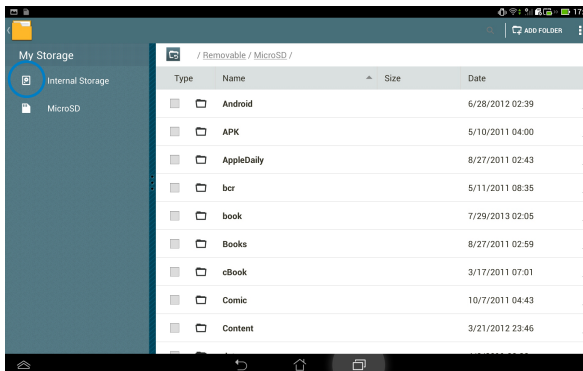 17:
ADD FOLDER
My Storage
/ Removable / MicroSD /
Internal Storage
Type Name Size Date
MicroSD
Android 6/28/2012 02:39
APK 5/10/2011 04:00
AppleDaily 8/27/2011 02:43
bcr 5/11/2011 08:35
book 7/29/2013 02:05
Books 8/27/2011 02:59
cBook 3/17/2011 07:01
Comic 10/7/2011 04:43
Content 3/21/2012 23:46